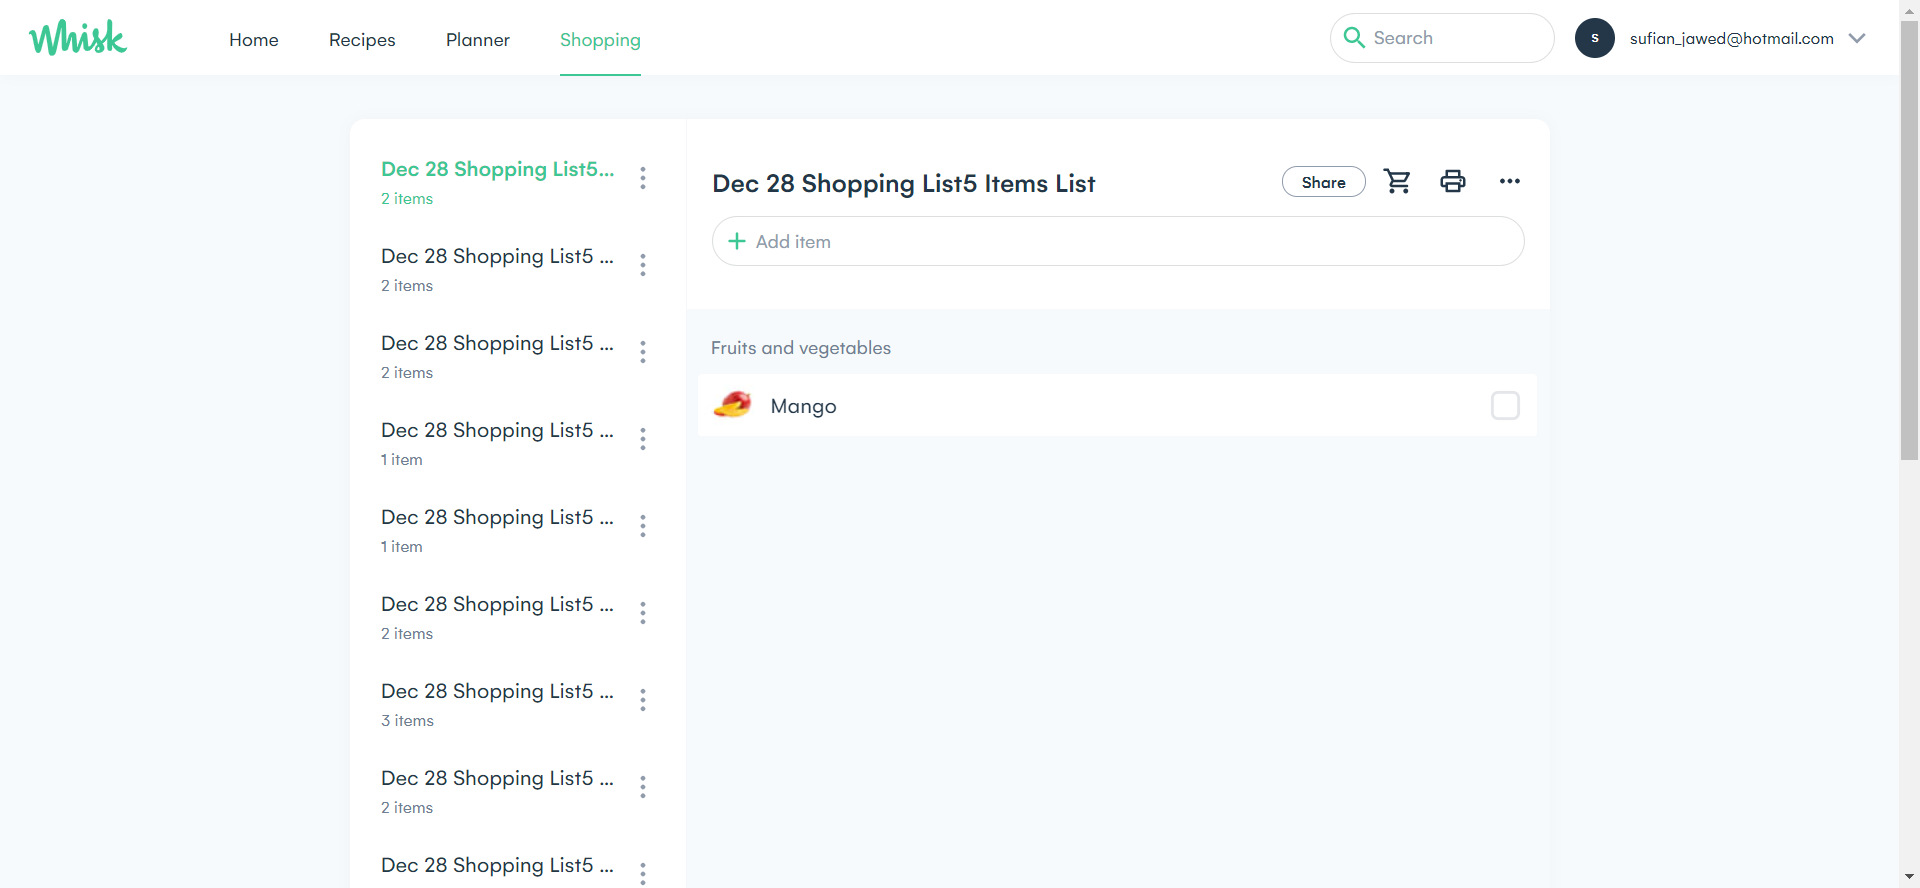 Whisk
Home
Recipes
Planner
Shopping
Search
S
sufian_jawed@hotmail.com
Dec 28 Shopping List5...
2 items
Dec 28 Shopping List5 ...
2 items
Dec 28 Shopping List5 ...
2 items
Dec 28 Shopping List5 ...
1 item
Dec 28 Shopping List5 ...
1 item
Dec 28 Shopping List5 ...
2 items
Dec 28 Shopping List5 ...
3 items
Dec 28 Shopping List5 ...
2 items
Dec 28 Shopping List5 ...
Dec 28 Shopping List5 Items List
Share
Add item
Fruits and vegetables
Mango